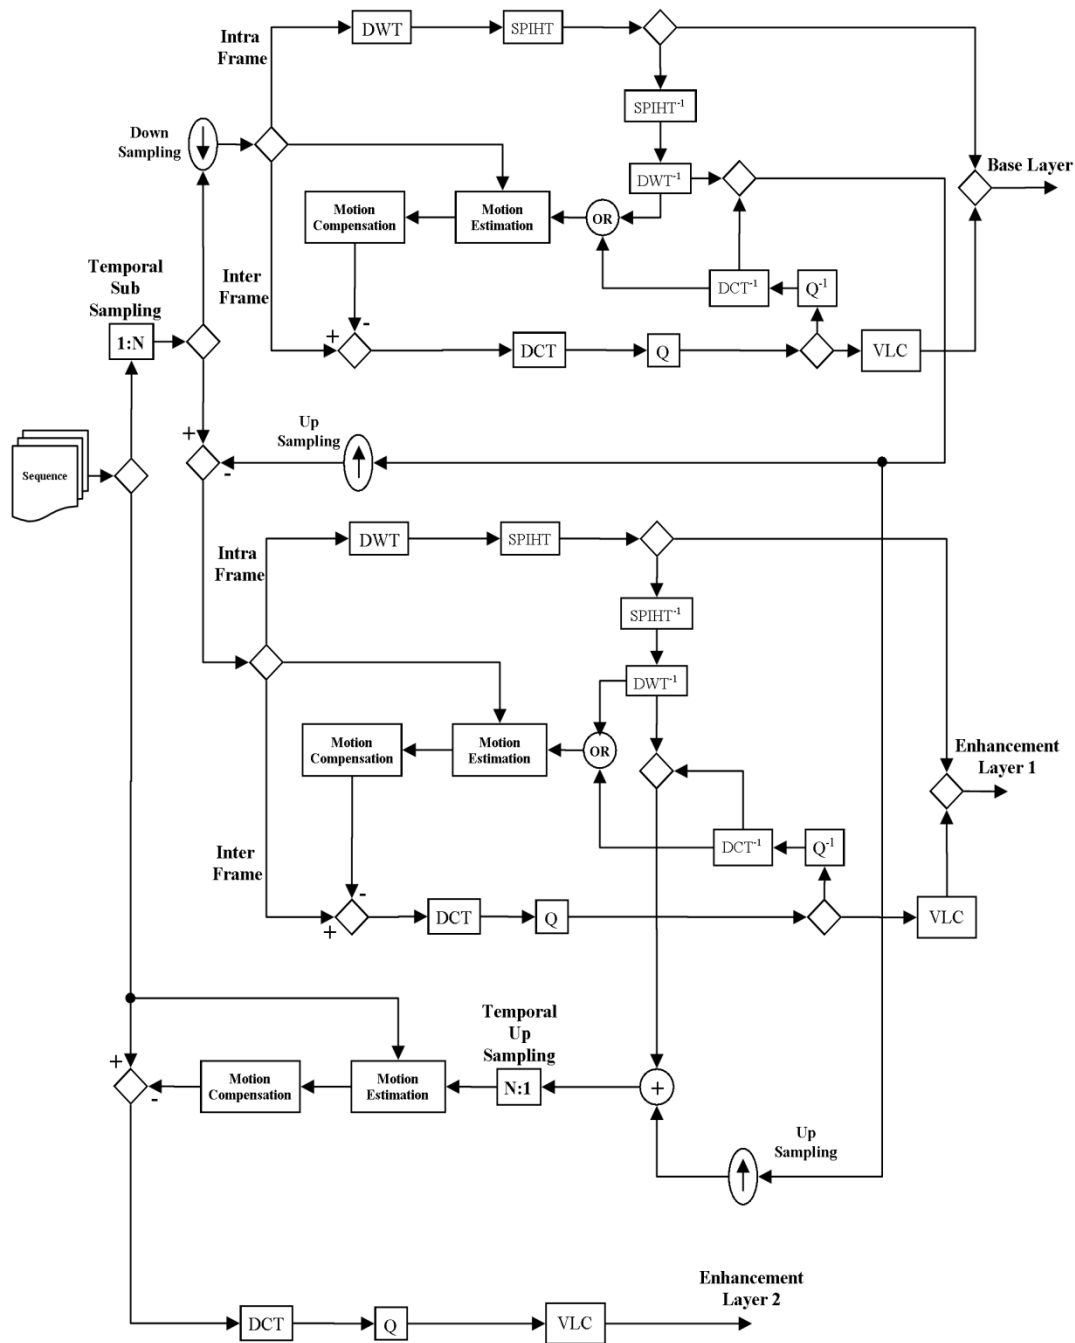 Intra
Frame
DWT
SPIHT
SPIHT⁻¹
Down
Sampling
DWT⁻¹
Base Layer
Motion
Compensation
Motion
Estimation
OR
Temporal
Sub
Sampling
Inter
Frame
DCT⁻¹
Q⁻¹
1:N
+
-
DCT
Q
VLC
Up
Sampling
+
-
Sequence
Intra
Frame
DWT
SPIHT
SPIHT⁻¹
DWT⁻¹
Motion
Compensation
Motion
Estimation
OR
Enhancement
Layer 1
Inter
Frame
DCT⁻¹
Q⁻¹
-
+
DCT
Q
VLC
Temporal
Up
Sampling
+
-
Motion
Compensation
Motion
Estimation
N:1
+
Up
Sampling
Enhancement
Layer 2
DCT
Q
VLC